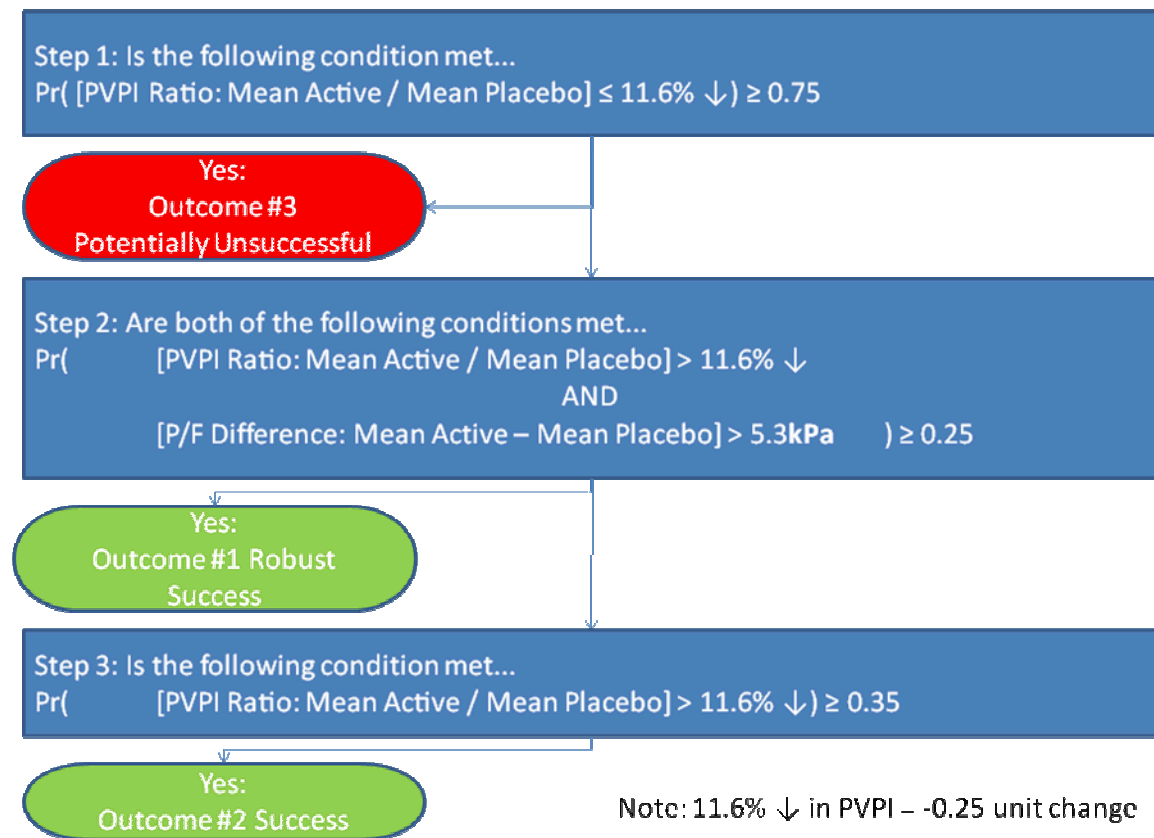 Step 1: Is the following condition met...
Pr( [PVPI Ratio: Mean Active / Mean Placebo] ≤ 11.6% ↓) ≥ 0.75
Yes:
Outcome #3
Potentially Unsuccessful
Step 2: Are both of the following conditions met...
Pr( [PVPI Ratio: Mean Active / Mean Placebo] > 11.6% ↓
AND
[P/F Difference: Mean Active – Mean Placebo] > 5.3kPa ) ≥ 0.25
Yes:
Outcome #1 Robust
Success
Step 3: Is the following condition met...
Pr( [PVPI Ratio: Mean Active / Mean Placebo] > 11.6% ↓) ≥ 0.35
Yes:
Outcome #2 Success
Note: 11.6% ↓ in PVPI – -0.25 unit change